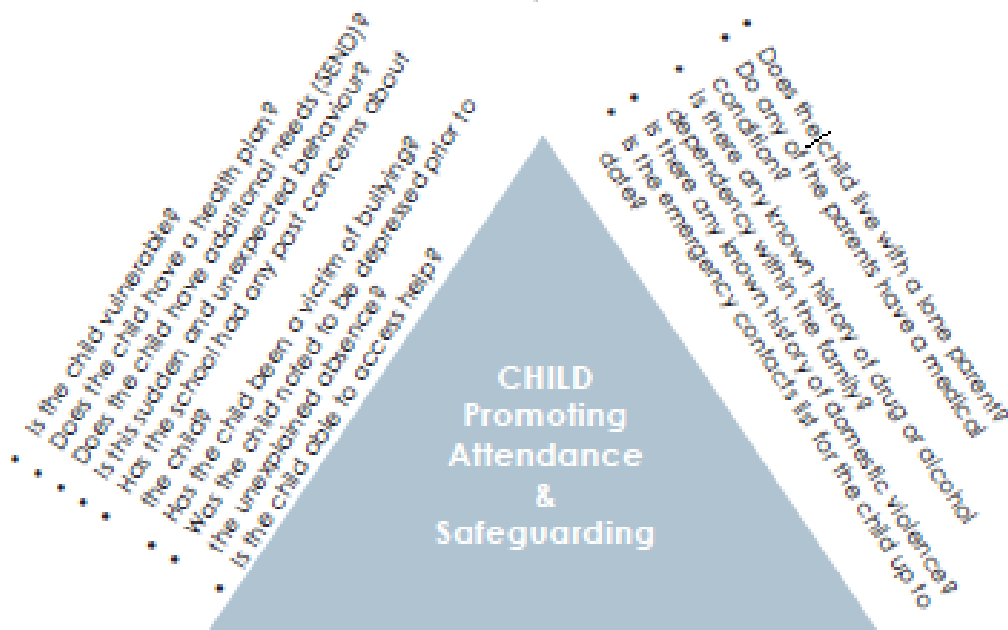 Is the child vulnerable?
Does the child have a health plan?
Does the child have additional needs (SEND)?
Is this sudden and unexpected behaviour?
Has the school had any past concerns about
the child?
Has the child been a victim of bullying?
Was the child noted to be depressed prior to
the unexplained absence?
Is the child able to access help?
CHILD
Promoting
Attendance
&
Safeguarding
Does the child live with a lone parent?
Do any of the parents have a medical
condition?
Is there any known history of drug or alcohol
dependency within the family?
Is there any known history of domestic violence?
Is the emergency contacts list for the child up to
date?